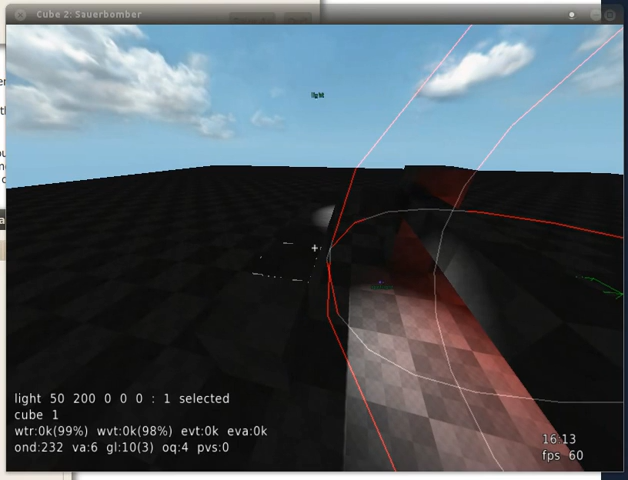 Cube 2: Sauerbomber
light
light 50 200 0 0 0 : 1 selected
cube 1
wtr:0k(99%) wvt:0k(98%) evt:0k eva:0k
ond:232 va:6 gl:10(3) oq:4 pvs:0
16:13
fps 60